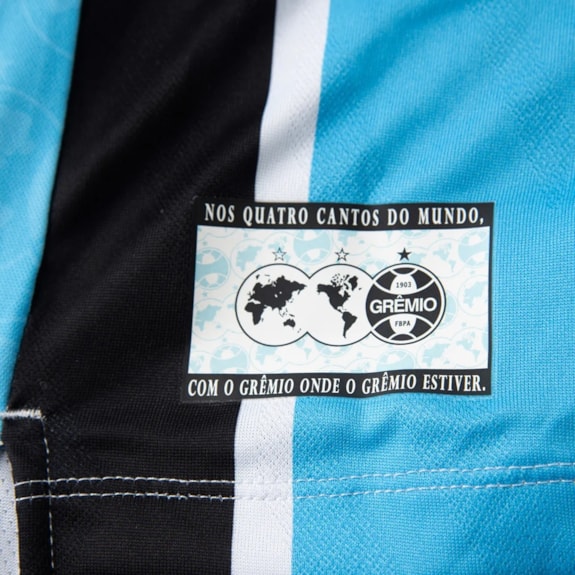 NOS QUATRO CANTOS DO MUNDO,
1903
GRÊMIO
FBPA
COM O GRÊMIO ONDE O GRÊMIO ESTIVER.